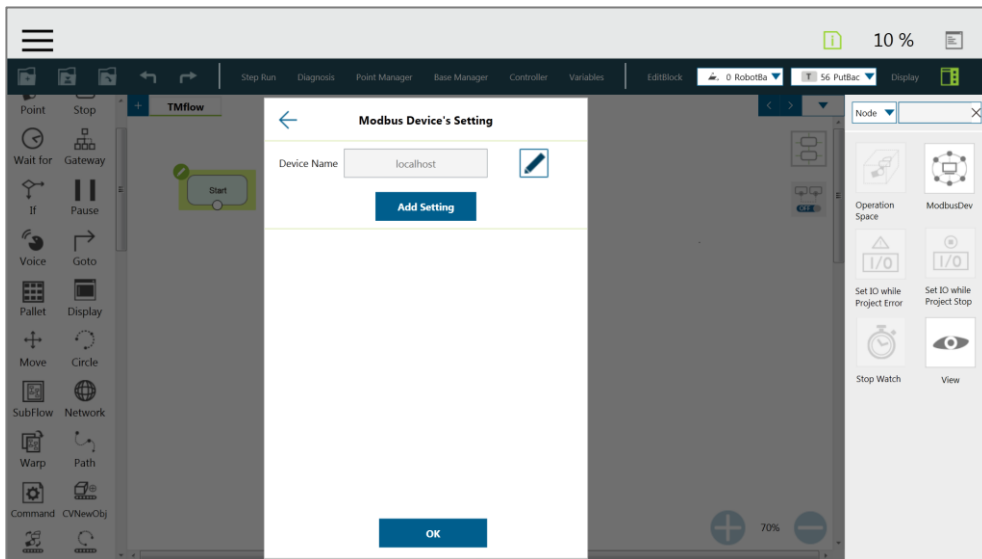 10 %
Step Run Diagnosis Point Manager Base Manager Controller Variables EditBlock 0 RobotBa T 56 PutBac Display
Point Stop
+ TMflow
Modbus Device's Setting
Node
Device Name localhost
Wait for Gateway
Start
Add Setting
Operation Space
ModbusDev
If Pause
OFF
Voice Goto
I/O I/O
Set IO while Project Error
Set IO while Project Stop
Pallet Display
Move Circle
Stop Watch View
SubFlow Network
Warp Path
Command CVNewObj
OK
70%